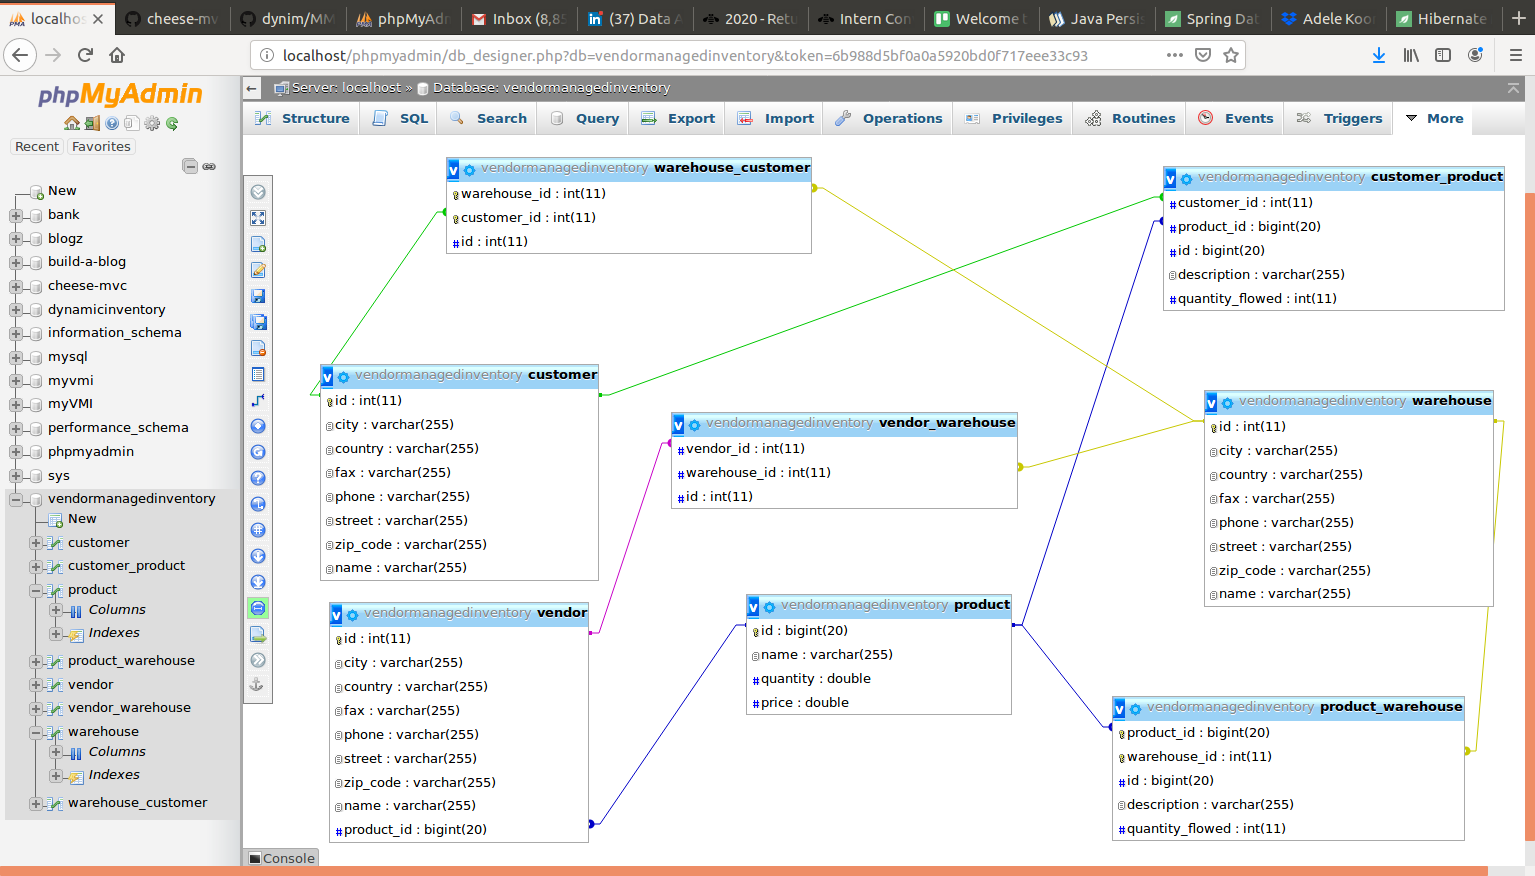 localhos
cheese-mv
dynim/MM
phpMyAdn
Inbox (8,8
(37) Data A
2020 - Retu
Intern Con
Welcome t
Java Persis
Spring Dat
Adele Koor
Hibernate
localhost/phpmyadmin/db_designer.php?db=vendormanagedinventory&token=6b988d5bf0a0a5920bd0f717eee33c93
phpMyAdmin
Recent Favorites
New
bank
blogz
build-a-blog
cheese-mvc
dynamicinventory
information_schema
mysql
myvmi
myVMI
performance_schema
phpmyadmin
sys
vendormanagedinventory
New
customer
customer_product
product
Columns
Indexes
product_warehouse
vendor
vendor_warehouse
warehouse
Columns
Indexes
warehouse_customer
Server: localhost » Database: vendormanagedinventory
Structure SQL Search Query Export Import Operations Privileges Routines Events Triggers More
v vendormanagedinventory warehouse_customer
warehouse_id : int(11)
customer_id : int(11)
# id : int(11)
v vendormanagedinventory customer_product
# customer_id : int(11)
# product_id : bigint(20)
# id : bigint(20)
description : varchar(255)
# quantity_flowed : int(11)
v vendormanagedinventory customer
id : int(11)
city : varchar(255)
country : varchar(255)
fax : varchar(255)
phone : varchar(255)
street : varchar(255)
zip_code : varchar(255)
name : varchar(255)
v vendormanagedinventory vendor_warehouse
# vendor_id : int(11)
# warehouse_id : int(11)
# id : int(11)
v vendormanagedinventory warehouse
id : int(11)
city : varchar(255)
country : varchar(255)
fax : varchar(255)
phone : varchar(255)
street : varchar(255)
zip_code : varchar(255)
name : varchar(255)
v vendormanagedinventory vendor
id : int(11)
city : varchar(255)
country : varchar(255)
fax : varchar(255)
phone : varchar(255)
street : varchar(255)
zip_code : varchar(255)
name : varchar(255)
# product_id : bigint(20)
v vendormanagedinventory product
id : bigint(20)
name : varchar(255)
# quantity : double
# price : double
v vendormanagedinventory product_warehouse
product_id : bigint(20)
warehouse_id : int(11)
# id : bigint(20)
description : varchar(255)
# quantity_flowed : int(11)
Console